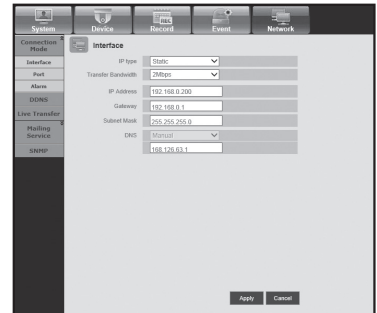 System Device Record Event Network
REC
Connection Mode
Interface
Port
Alarm
DDNS
Live Transfer
Mailing Service
SNMP
Interface
IP type Static
Transfer Bandwidth 2Mbps
IP Address 192.168.0.200
Gateway 192.168.0.1
Subnet Mask 255.255.255.0
DNS Manual
168.126.63.1
Apply Cancel